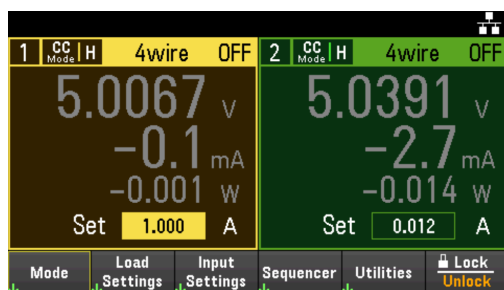 1 CC Mode H 4wire OFF
5.0067 V
-0.1 mA
-0.001 W
Set 1.000 A
2 CC Mode H 4wire OFF
5.0391 V
-2.7 mA
-0.014 W
Set 0.012 A
Mode
Load Settings
Input Settings
Sequencer
Utilities
Lock
Unlock